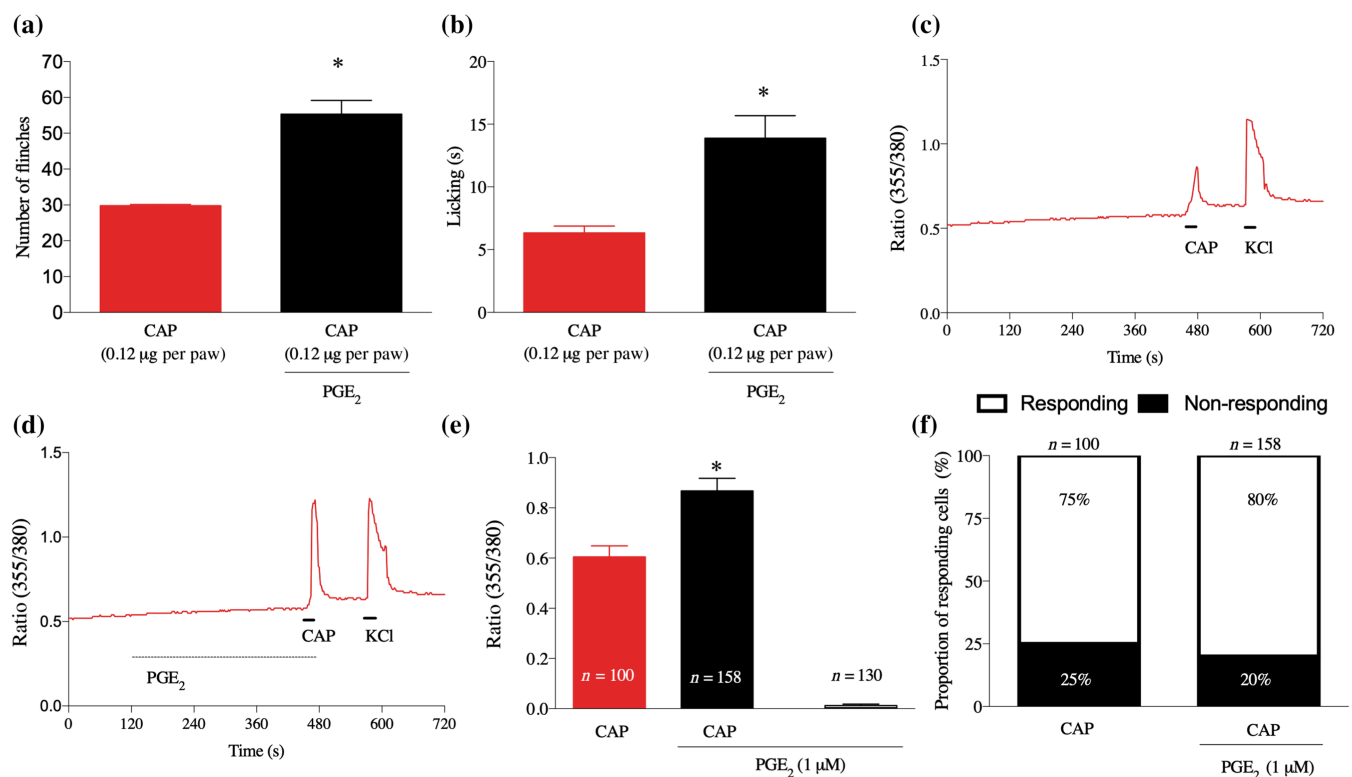 (a)
70
60
50
40
30
20
10
0
Number of flinches
*
CAP
(0.12 µg per paw)
CAP
(0.12 µg per paw)
PGE2
(b)
20
15
10
5
0
Licking (s)
*
CAP
(0.12 µg per paw)
CAP
(0.12 µg per paw)
PGE2
(c)
1.5
1.0
0.5
0.0
Ratio (355/380)
CAP
KCl
0 120 240 360 480 600 720
Time (s)
(d)
1.5
1.0
0.5
0.0
Ratio (355/380)
CAP
KCl
PGE2
0 120 240 360 480 600 720
Time (s)
(e)
1.0
0.8
0.6
0.4
0.2
0.0
Ratio (355/380)
*
n = 100
n = 158
n = 130
CAP
CAP
PGE2 (1 µM)
Responding Non-responding
(f)
n = 100
n = 158
100
75
50
25
0
Proportion of responding cells (%)
75%
80%
25%
20%
CAP
CAP
PGE2 (1 µM)